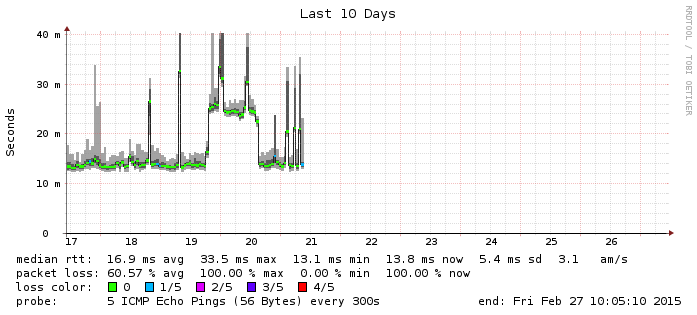 Last 10 Days
RRDTOOL / TOBI OETIKER
Seconds
40 m
30 m
20 m
10 m
0
17 18 19 20 21 22 23 24 25 26
median rtt: 16.9 ms avg 33.5 ms max 13.1 ms min 13.8 ms now 5.4 ms sd 3.1 am/s
packet loss: 60.57 % avg 100.00 % max 0.00 % min 100.00 % now
loss color: 0 1/5 2/5 3/5 4/5
probe: 5 ICMP Echo Pings (56 Bytes) every 300s end: Fri Feb 27 10:05:10 2015